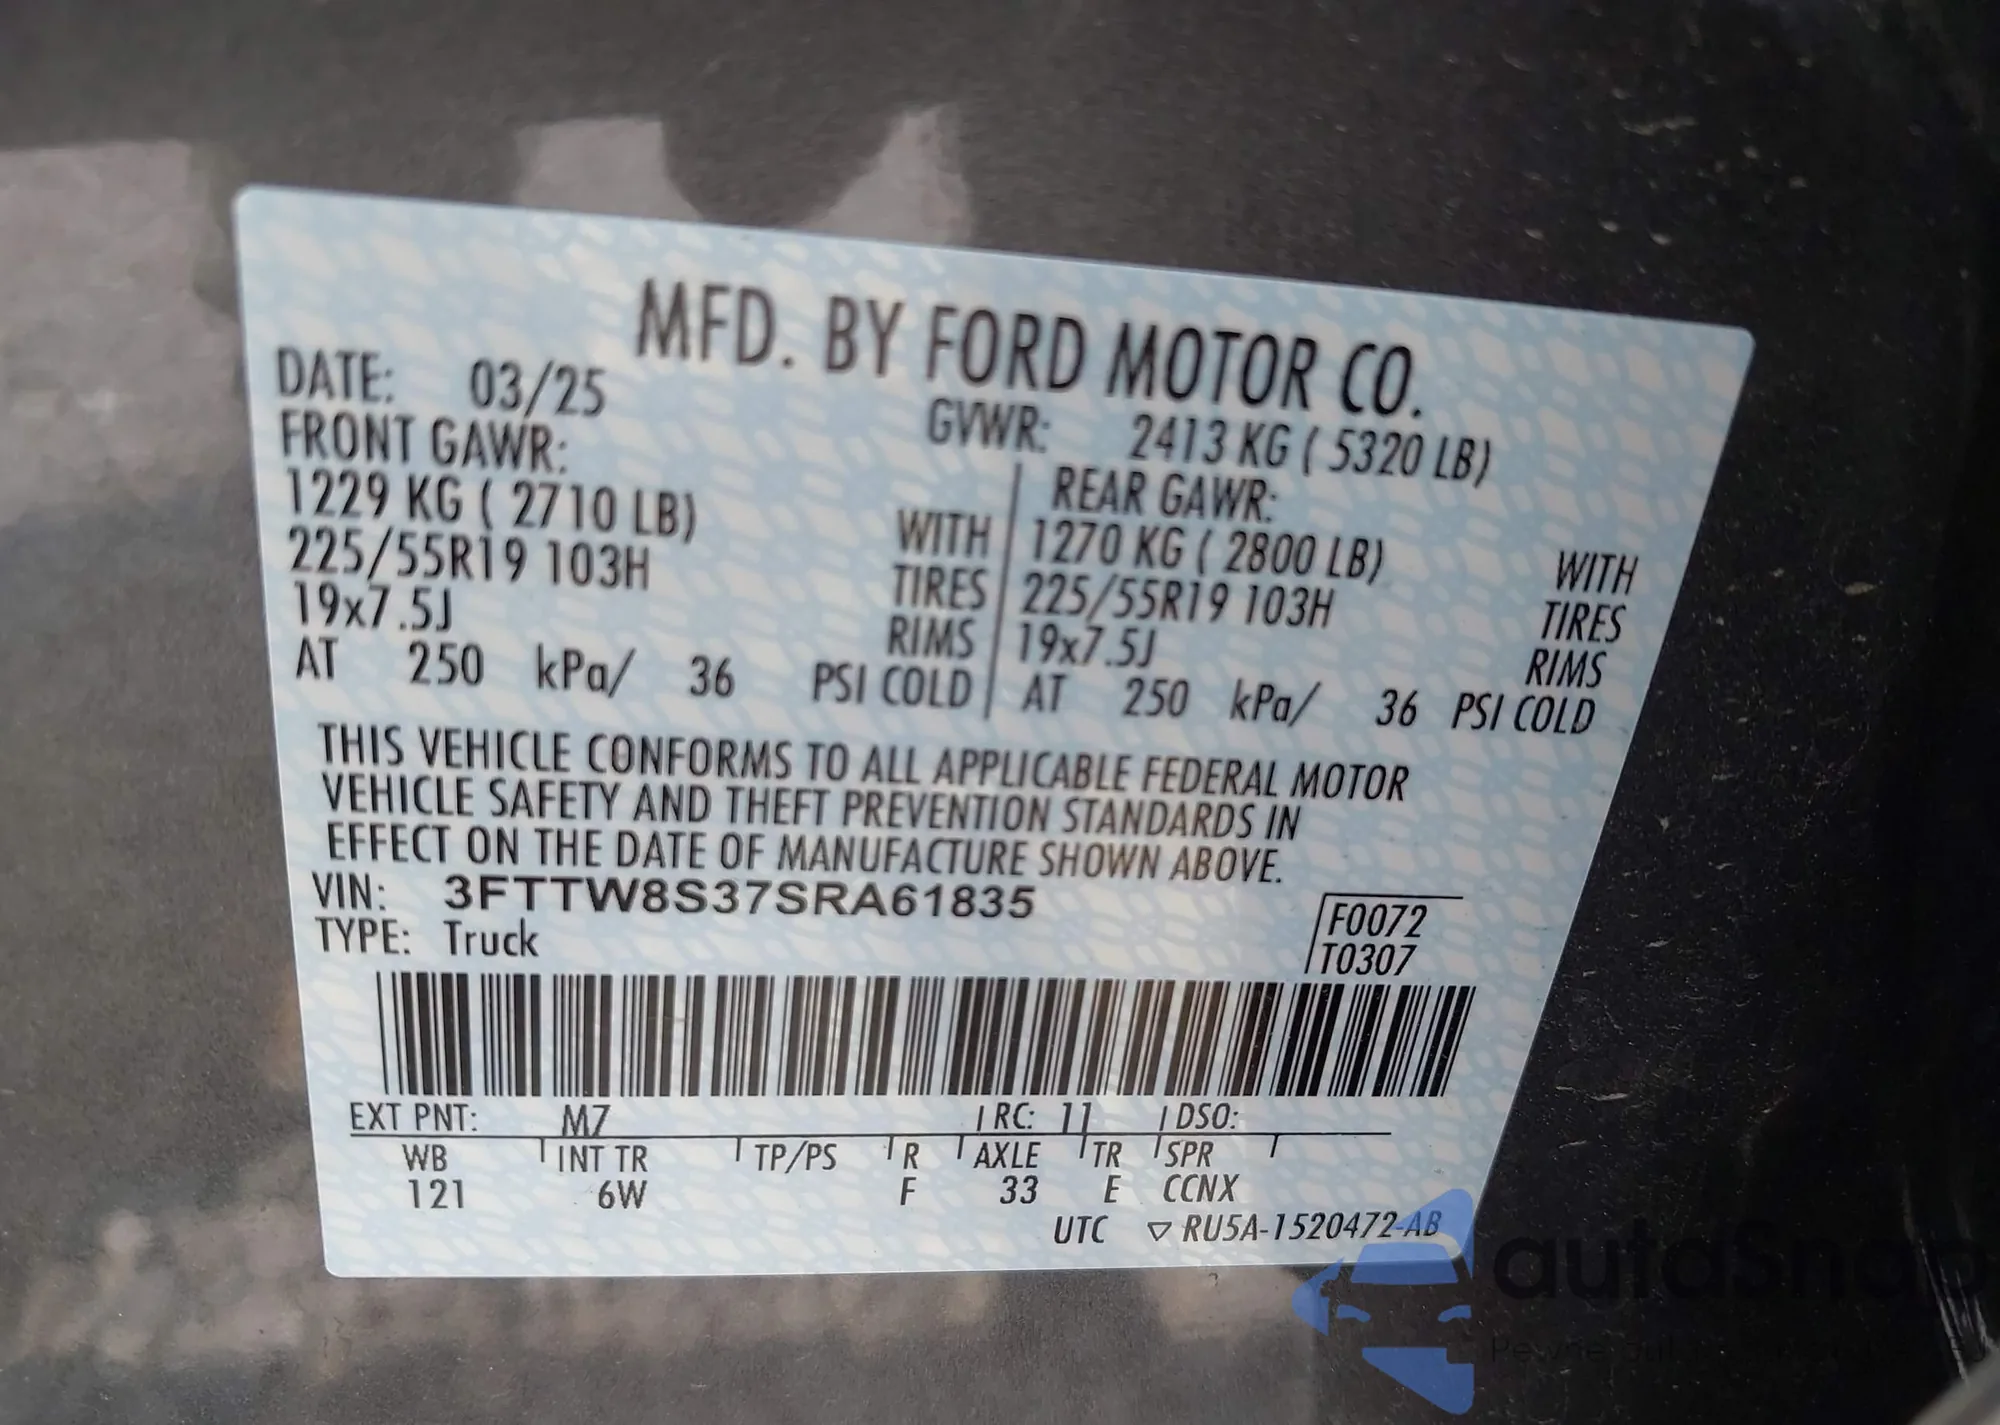 MFD. BY FORD MOTOR CO.
DATE: 03/25 GVWR: 2413 KG ( 5320 LB)
FRONT GAWR: REAR GAWR:
1229 KG ( 2710 LB) WITH 1270 KG ( 2800 LB) WITH
225/55R19 103H TIRES 225/55R19 103H TIRES
19x7.5J RIMS 19x7.5J RIMS
AT 250 kPa/ 36 PSI COLD AT 250 kPa/ 36 PSI COLD
THIS VEHICLE CONFORMS TO ALL APPLICABLE FEDERAL MOTOR
VEHICLE SAFETY AND THEFT PREVENTION STANDARDS IN
EFFECT ON THE DATE OF MANUFACTURE SHOWN ABOVE.
VIN: 3FTTW8S37SRA61835
TYPE: Truck
F0072
T0307
EXT PNT: M7 RC: 11 DSO:
WB INT TR TP/PS R AXLE TR SPR
121 6W F 33 E CCNX
UTC ▽ RU5A-1520472-AB
autosnap